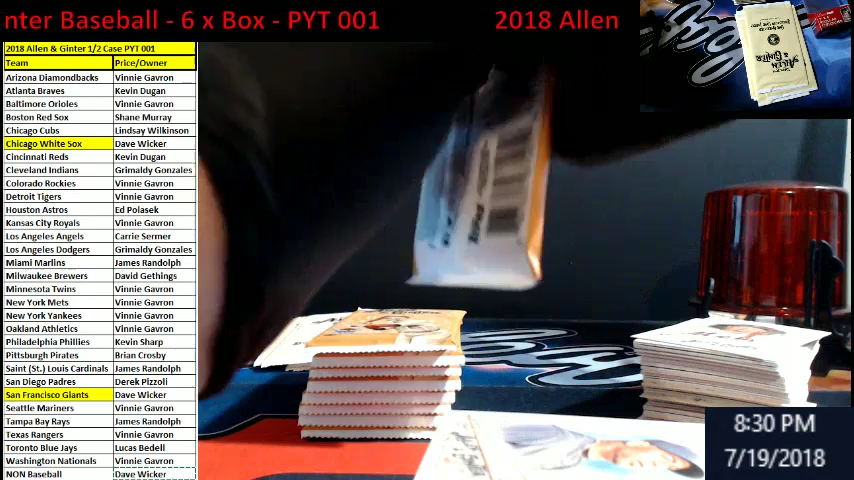 nter Baseball - 6 x Box - PYT 001 2018 Allen
2018 Allen & Ginter 1/2 Case PYT 001
Team Price/Owner
Arizona Diamondbacks Vinnie Gavron
Atlanta Braves Kevin Dugan
Baltimore Orioles Vinnie Gavron
Boston Red Sox Shane Murray
Chicago Cubs Lindsay Wilkinson
Chicago White Sox Dave Wicker
Cincinnati Reds Kevin Dugan
Cleveland Indians Grimaldy Gonzales
Colorado Rockies Vinnie Gavron
Detroit Tigers Vinnie Gavron
Houston Astros Ed Polasek
Kansas City Royals Vinnie Gavron
Los Angeles Angels Carrie Sermer
Los Angeles Dodgers Grimaldy Gonzales
Miami Marlins James Randolph
Milwaukee Brewers David Gethings
Minnesota Twins Vinnie Gavron
New York Mets Vinnie Gavron
New York Yankees Vinnie Gavron
Oakland Athletics Vinnie Gavron
Philadelphia Phillies Kevin Sharp
Pittsburgh Pirates Brian Crosby
Saint (St.) Louis Cardinals James Randolph
San Diego Padres Derek Pizzoli
San Francisco Giants Dave Wicker
Seattle Mariners Vinnie Gavron
Tampa Bay Rays James Randolph
Texas Rangers Vinnie Gavron
Toronto Blue Jays Lucas Bedell
Washington Nationals Vinnie Gavron
NON Baseball Dave Wicker
ALLEN & GINTER
8:30 PM
7/19/2018